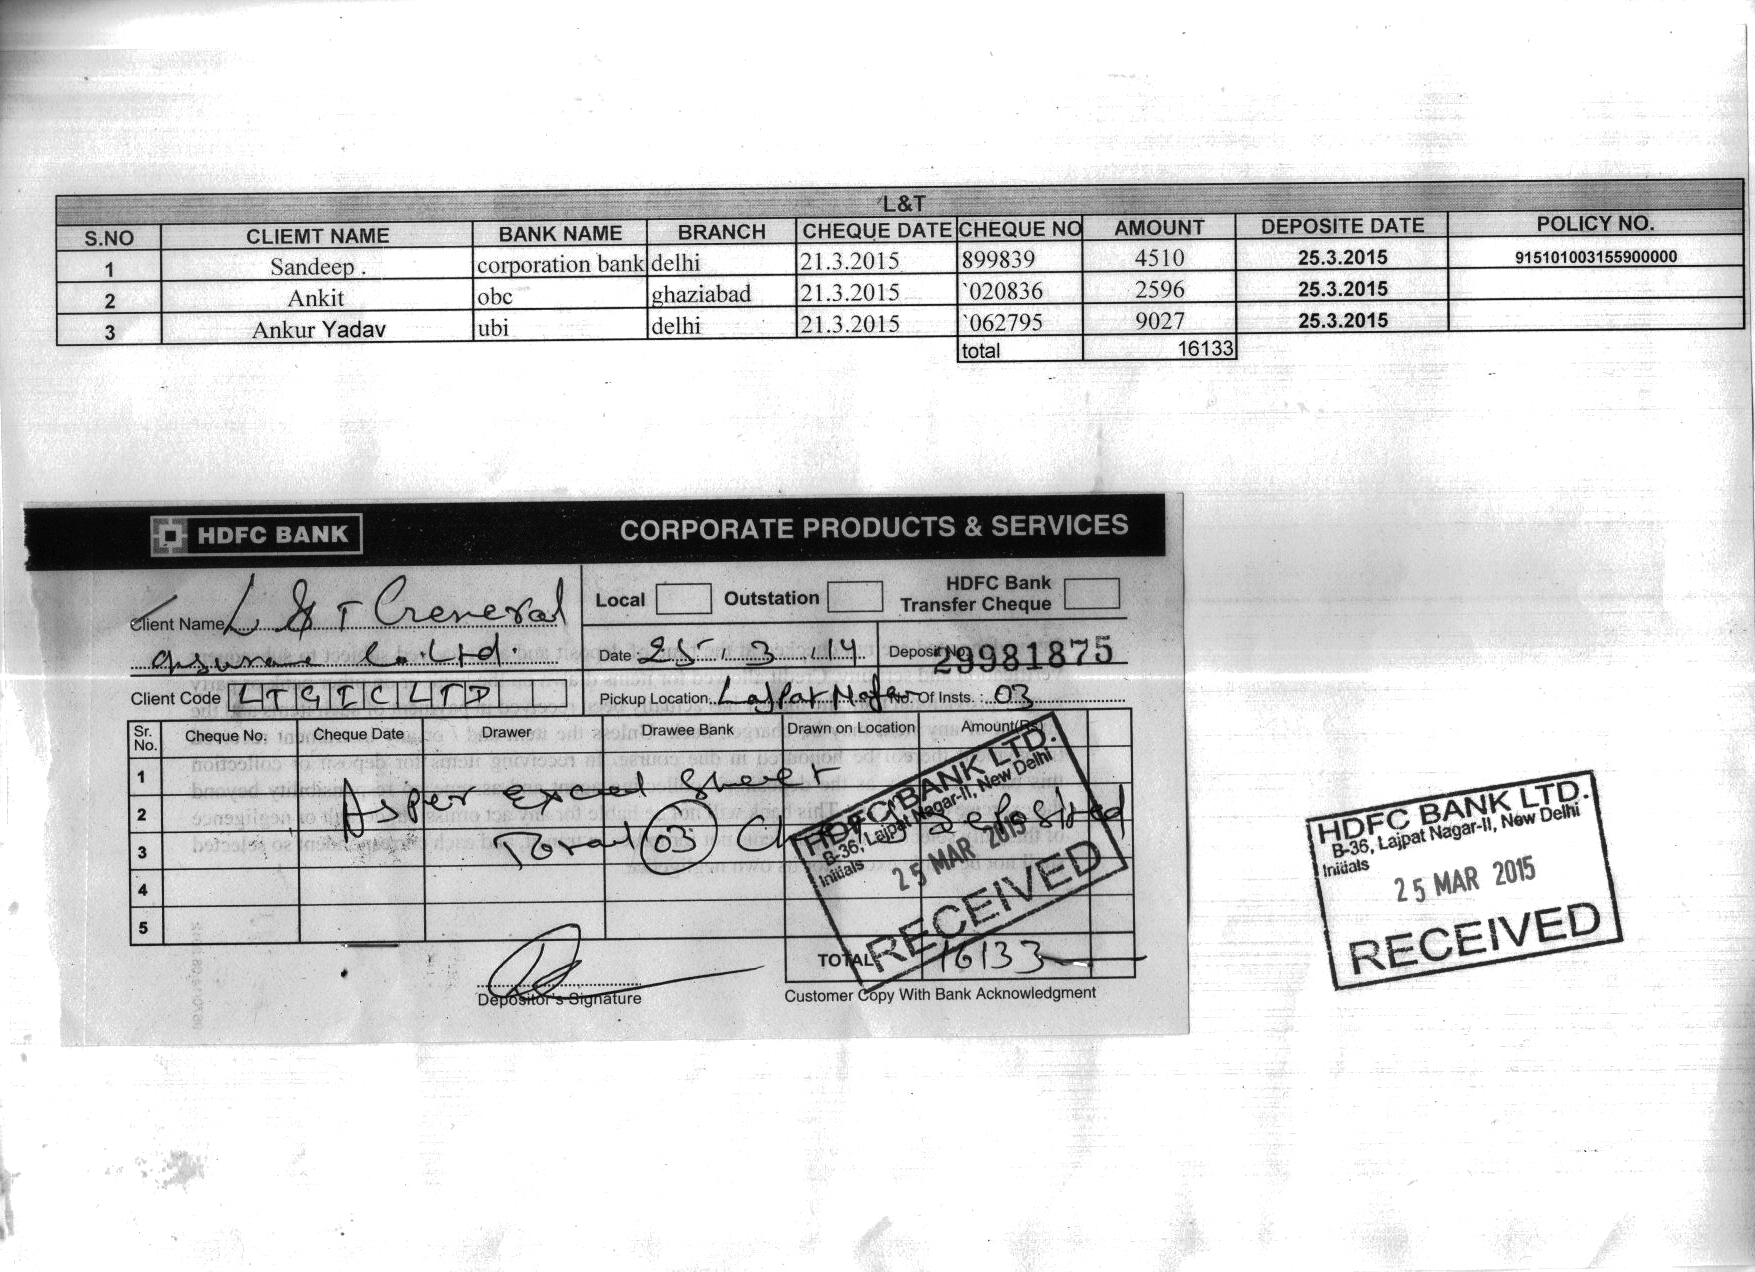 L&T
S.NO CLIEMT NAME BANK NAME BRANCH CHEQUE DATE CHEQUE NO AMOUNT DEPOSITE DATE POLICY NO.
1 Sandeep . corporation bank delhi 21.3.2015 899839 4510 25.3.2015 915101003155900000
2 Ankit obc ghaziabad 21.3.2015 `020836 2596 25.3.2015
3 Ankur Yadav ubi delhi 21.3.2015 `062795 9027 25.3.2015
total 16133
HDFC BANK CORPORATE PRODUCTS & SERVICES
Local Outstation HDFC Bank Transfer Cheque
Client Name L & T General
Co. Ltd.
Date 25 . 3 . 14 Deposit No. 29981875
Client Code LTGICLTD Pickup Location. Lajpat Nagar No. Of Insts. : 03
Sr. No. Cheque No. Cheque Date Drawer Drawee Bank Drawn on Location Amount(Rs)
1
2
3
4
5
As per excel sheet
Total 03 deposited
TOTAL 16133
HDFC BANK LTD.
B-36, Lajpat Nagar-II, New Delhi
Initials
25 MAR 2015
RECEIVED
Depositor's Signature
Customer Copy With Bank Acknowledgment
HDFC BANK LTD.
B-36, Lajpat Nagar-II, New Delhi
Initials
25 MAR 2015
RECEIVED